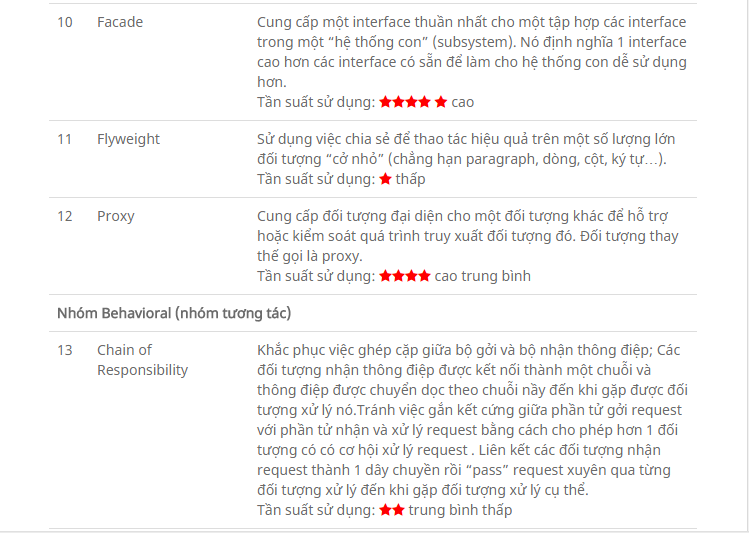 10 Facade Cung cấp một interface thuần nhất cho một tập hợp các interface
trong một “hệ thống con” (subsystem). Nó định nghĩa 1 interface
cao hơn các interface có sẵn để làm cho hệ thống con dễ sử dụng
hơn.
Tần suất sử dụng: ★★★★ ★ cao
11 Flyweight Sử dụng việc chia sẻ để thao tác hiệu quả trên một số lượng lớn
đối tượng “cở nhỏ” (chẳng hạn paragraph, dòng, cột, ký tự…).
Tần suất sử dụng: ★ thấp
12 Proxy Cung cấp đối tượng đại diện cho một đối tượng khác để hỗ trợ
hoặc kiểm soát quá trình truy xuất đối tượng đó. Đối tượng thay
thế gọi là proxy.
Tần suất sử dụng: ★★★★ cao trung bình
Nhóm Behavioral (nhóm tương tác)
13 Chain of Khắc phục việc ghép cặp giữa bộ gởi và bộ nhận thông điệp; Các
Responsibility đối tượng nhận thông điệp được kết nối thành một chuỗi và
thông điệp được chuyển dọc theo chuỗi nầy đến khi gặp được đối
tượng xử lý nó.Tránh việc gắn kết cứng giữa phần tử gởi request
với phần tử nhận và xử lý request bằng cách cho phép hơn 1 đối
tượng có có cơ hội xử lý request . Liên kết các đối tượng nhận
request thành 1 dây chuyền rồi “pass” request xuyên qua từng
đối tượng xử lý đến khi gặp đối tượng xử lý cụ thể.
Tần suất sử dụng: ★★ trung bình thấp